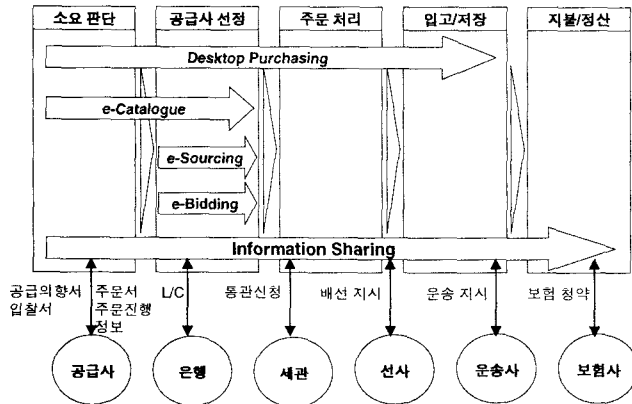 소요 판단
공급사 선정
주문 처리
입고/저장
지불/정산
Desktop Purchasing
e-Catalogue
e-Sourcing
e-Bidding
Information Sharing
공급의향서
입찰서
주문서
주문진행
정보
L/C
통관신청
배선 지시
운송 지시
보험 청약
공급사
은행
세관
선사
운송사
보험사